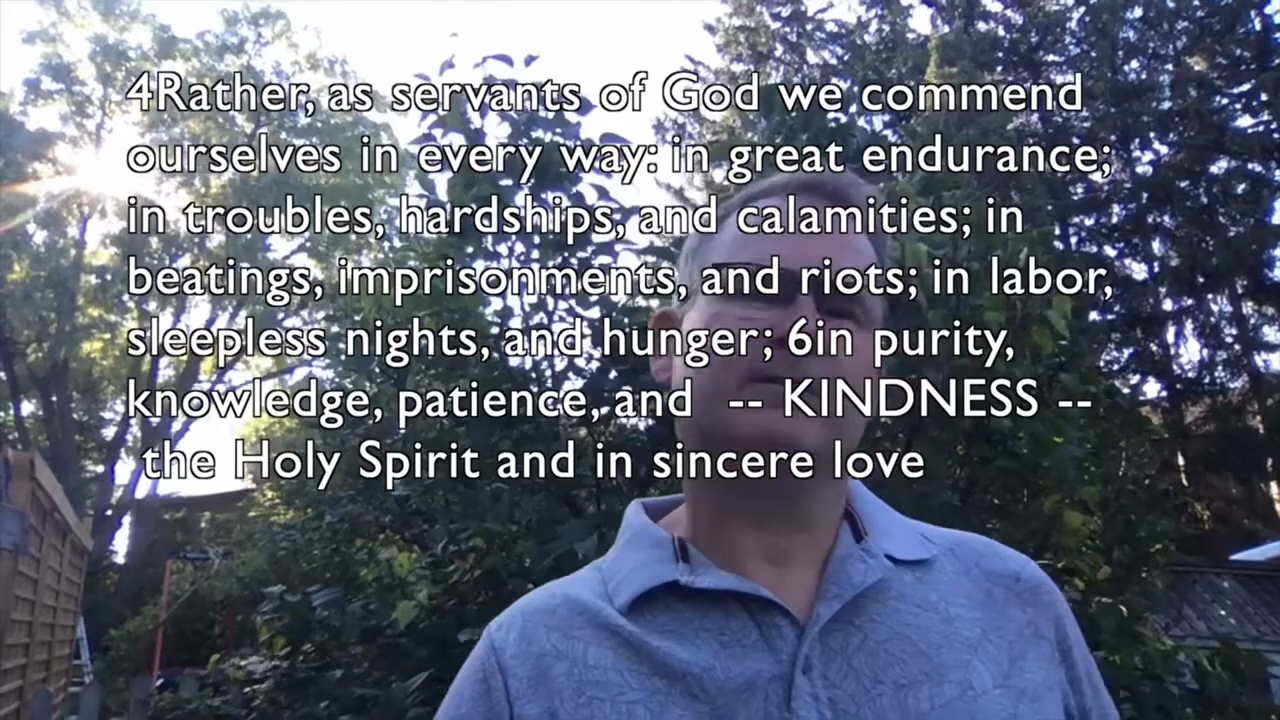 4Rather, as servants of God we commend
ourselves in every way: in great endurance;
in troubles, hardships, and calamities; in
beatings, imprisonments, and riots; in labor,
sleepless nights, and hunger; 6in purity,
knowledge, patience, and -- KINDNESS --
the Holy Spirit and in sincere love